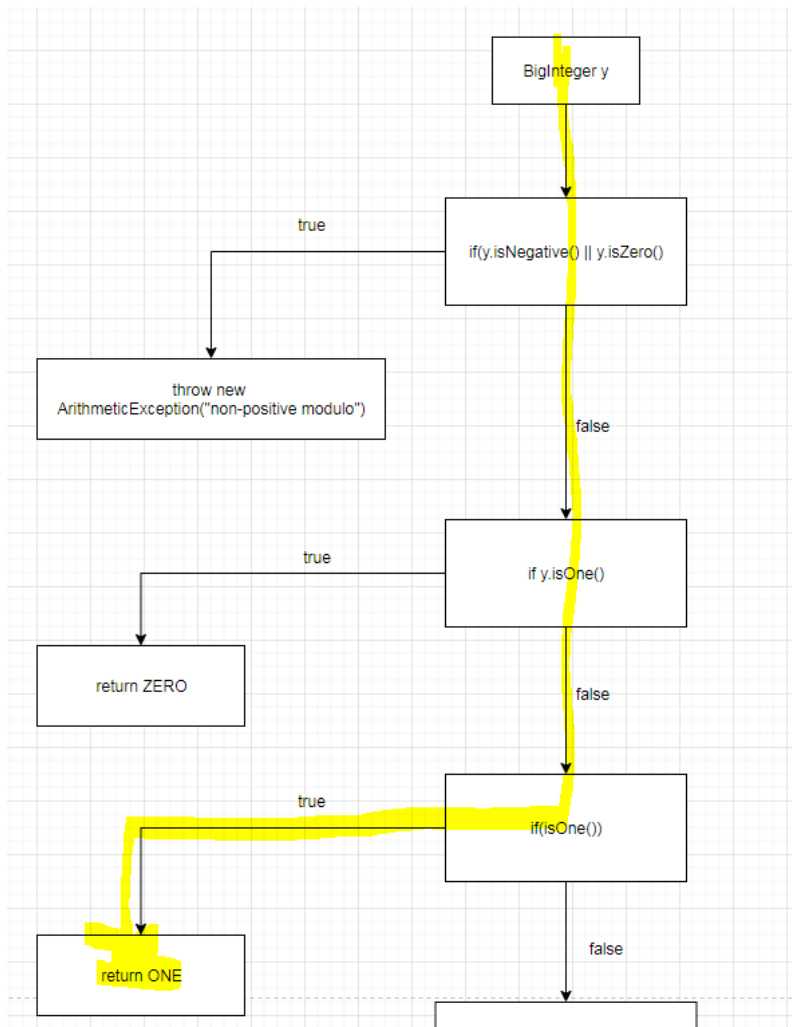 BigInteger y
true
if(y.isNegative() || y.isZero()
throw new
ArithmeticException("non-positive modulo")
false
true
if y.isOne()
return ZERO
false
true
if(isOne())
return ONE
false